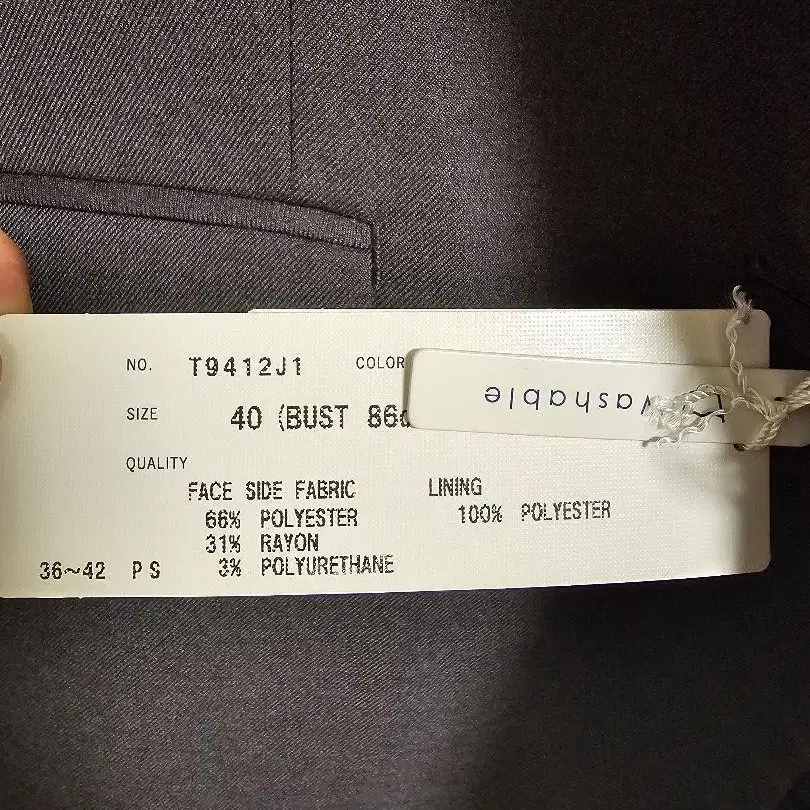 NO. T9412J1 COLOR
Washable
SIZE 40 (BUST 86
QUALITY
FACE SIDE FABRIC LINING
66% POLYESTER 100% POLYESTER
31% RAYON
36~42 PS 3% POLYURETHANE